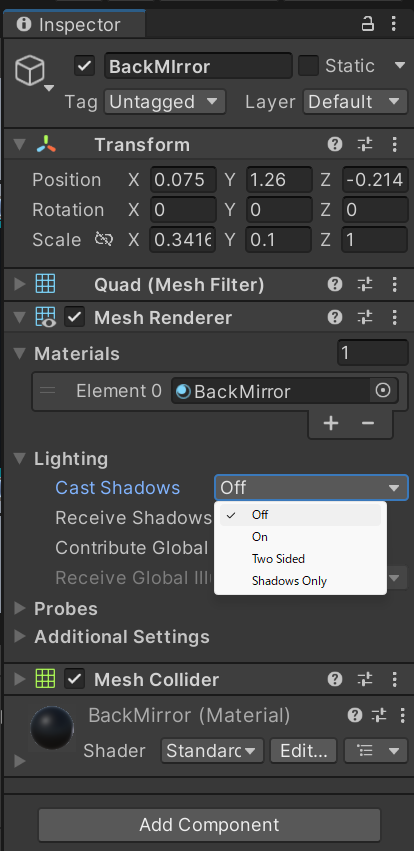 Inspector
BackMIrror Static
Tag Untagged Layer Default
Transform
Position X 0.075 Y 1.26 Z -0.214
Rotation X 0 Y 0 Z 0
Scale X 0.3416 Y 0.1 Z 1
Quad (Mesh Filter)
Mesh Renderer
Materials 1
Element 0 BackMirror
Lighting
Cast Shadows Off
Receive Shadows Off
Contribute Global On
Two Sided
Receive Global Ill Shadows Only
Probes
Additional Settings
Mesh Collider
BackMirror (Material)
Shader Standard Edit...
Add Component